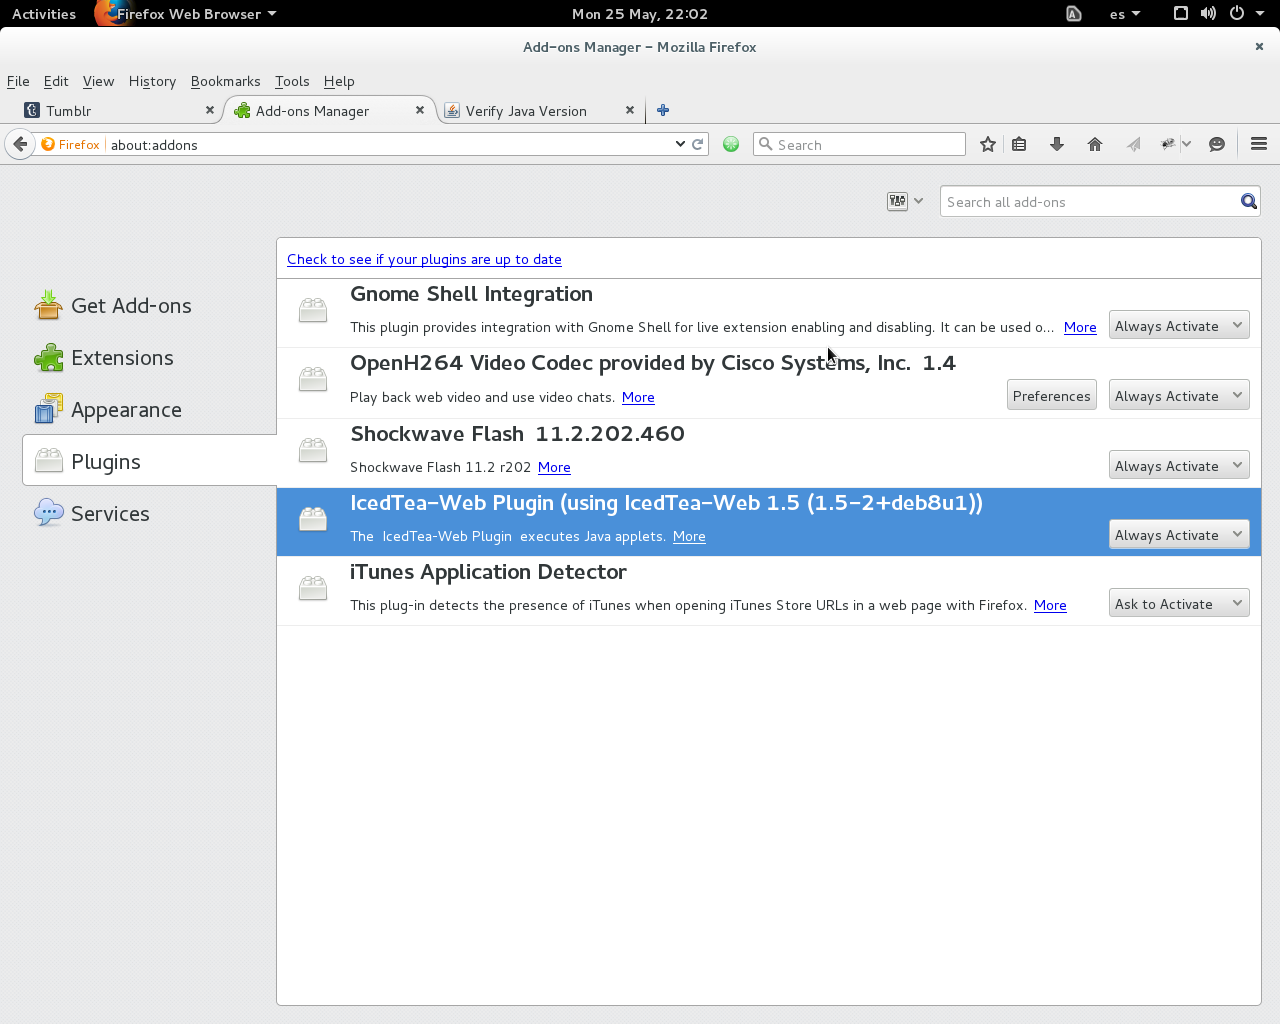 Activities Firefox Web Browser Mon 25 May, 22:02 es
Add-ons Manager - Mozilla Firefox
File Edit View History Bookmarks Tools Help
Tumblr Add-ons Manager Verify Java Version
Firefox about:addons Search
Search all add-ons
Check to see if your plugins are up to date
Get Add-ons
Extensions
Appearance
Plugins
Services
Gnome Shell Integration
This plugin provides integration with Gnome Shell for live extension enabling and disabling. It can be used o... More Always Activate
OpenH264 Video Codec provided by Cisco Systems, Inc. 1.4
Play back web video and use video chats. More Preferences Always Activate
Shockwave Flash 11.2.202.460
Shockwave Flash 11.2 r202 More Always Activate
IcedTea-Web Plugin (using IcedTea-Web 1.5 (1.5-2+deb8u1))
The IcedTea-Web Plugin executes Java applets. More Always Activate
iTunes Application Detector
This plug-in detects the presence of iTunes when opening iTunes Store URLs in a web page with Firefox. More Ask to Activate